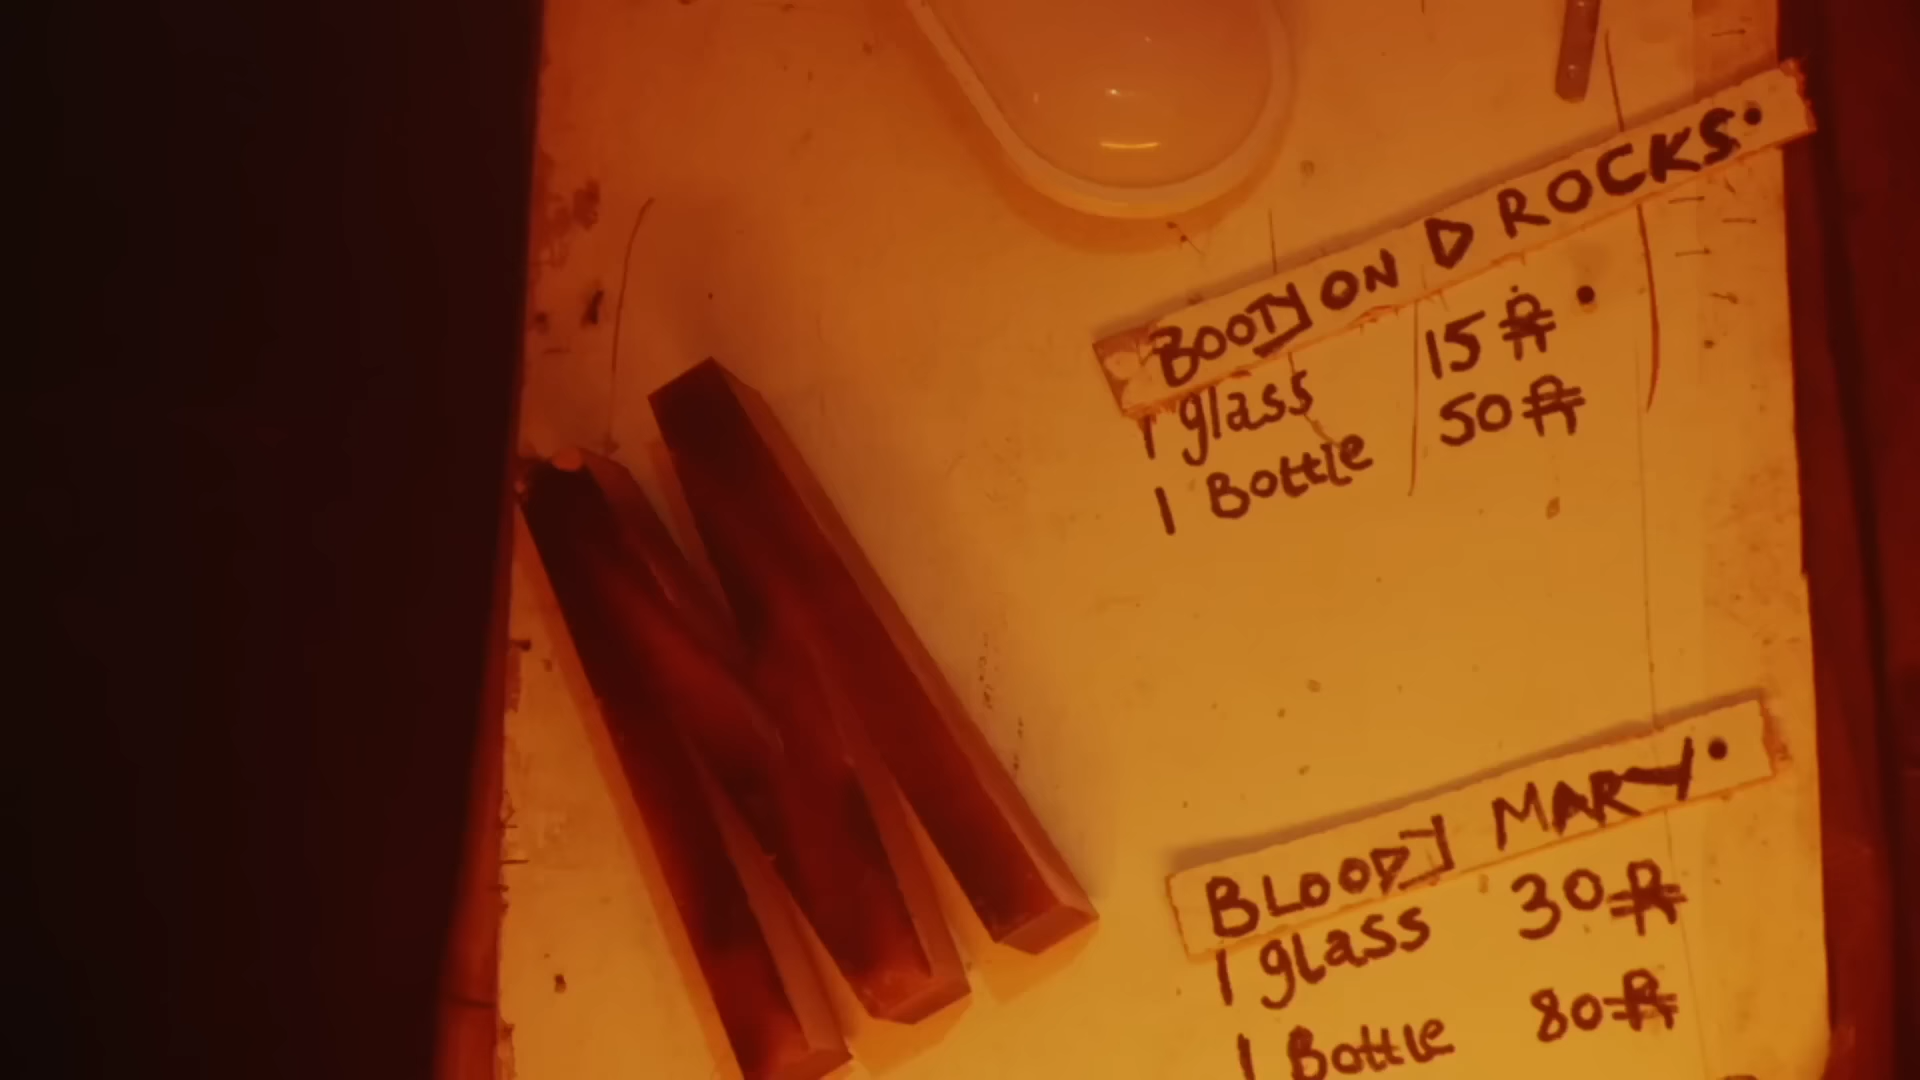 BOOTY ON D ROCKS.
1 glass 15 ₳.
1 Bottle 50 ₳
BLOODY MARY.
1 glass 30 ₳
1 Bottle 80 ₳